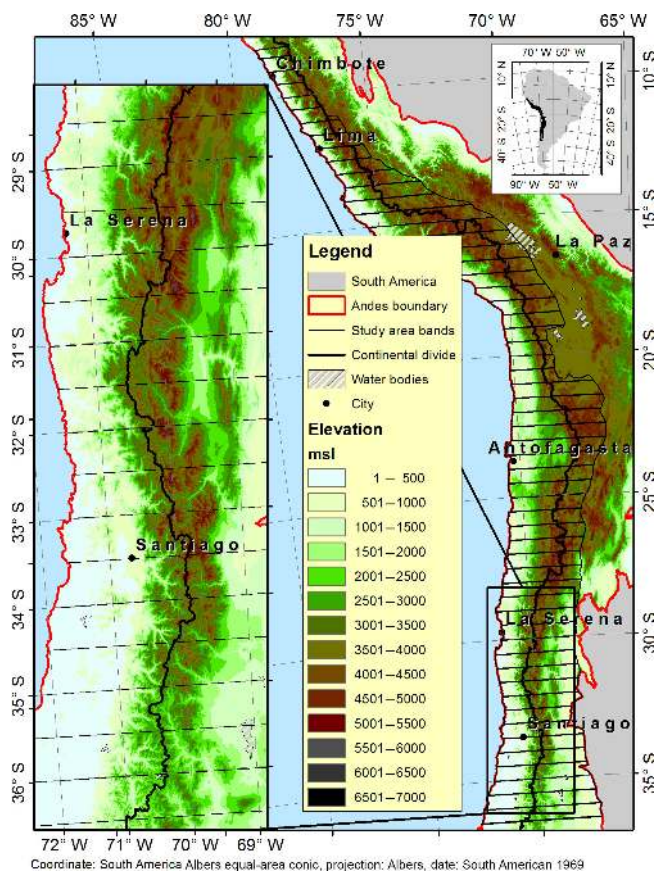 85° W
80° W
75° W
70° W
65° W
70° W 50° W
10° N
20° S
40° S
10° N
20° S
40° S
90° W
50° W
10° S
15° S
20° S
25° S
30° S
35° S
Chimbote
Lima
La Paz
Antofagasta
La Serena
Santiago
29° S
30° S
31° S
32° S
33° S
34° S
35° S
36° S
La Serena
Santiago
72° W
71° W
70° W
69° W
Legend
South America
Andes boundary
Study area bands
Continental divide
Water bodies
City
Elevation
msl
1 – 500
501–1000
1001–1500
1501–2000
2001–2500
2501–3000
3001–3500
3501–4000
4001–4500
4501–5000
5001–5500
5501–6000
6001–6500
6501–7000
70° W
Coordinate: South America Albers equal-area conic, projection: Albers, date: South American 1969